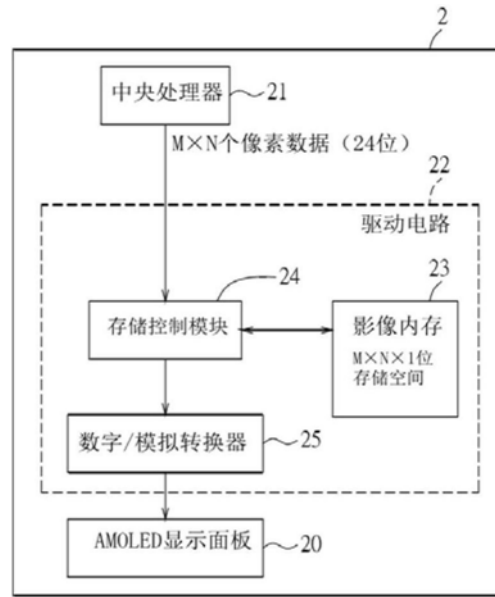 2
中央处理器
21
M×N个像素数据（24位）
22
驱动电路
24
23
存储控制模块
影像内存
M×N×1位
存储空间
数字/模拟转换器
25
AMOLED显示面板
20